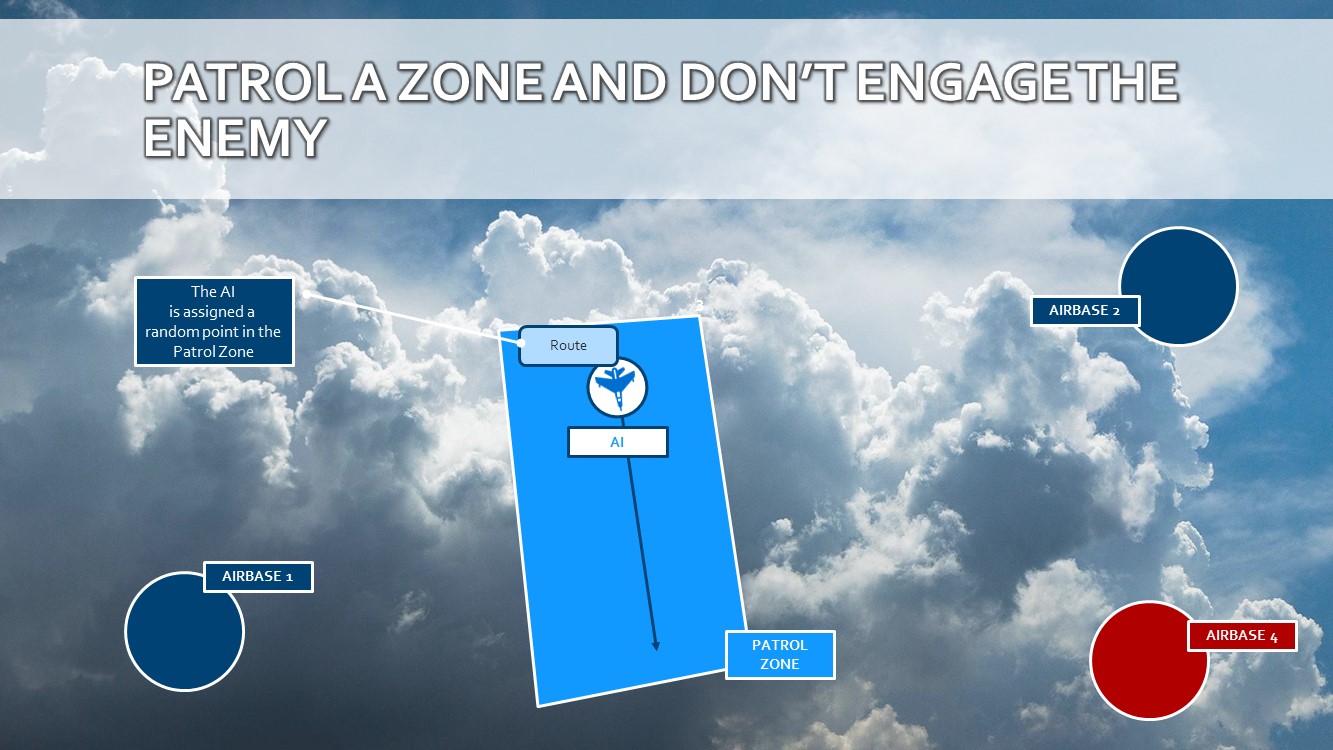 PATROL A ZONE AND DON’T ENGAGE THE
ENEMY
The AI
is assigned a
random point in the
Patrol Zone
AIRBASE 2
Route
AI
AIRBASE 1
PATROL
ZONE
AIRBASE 4